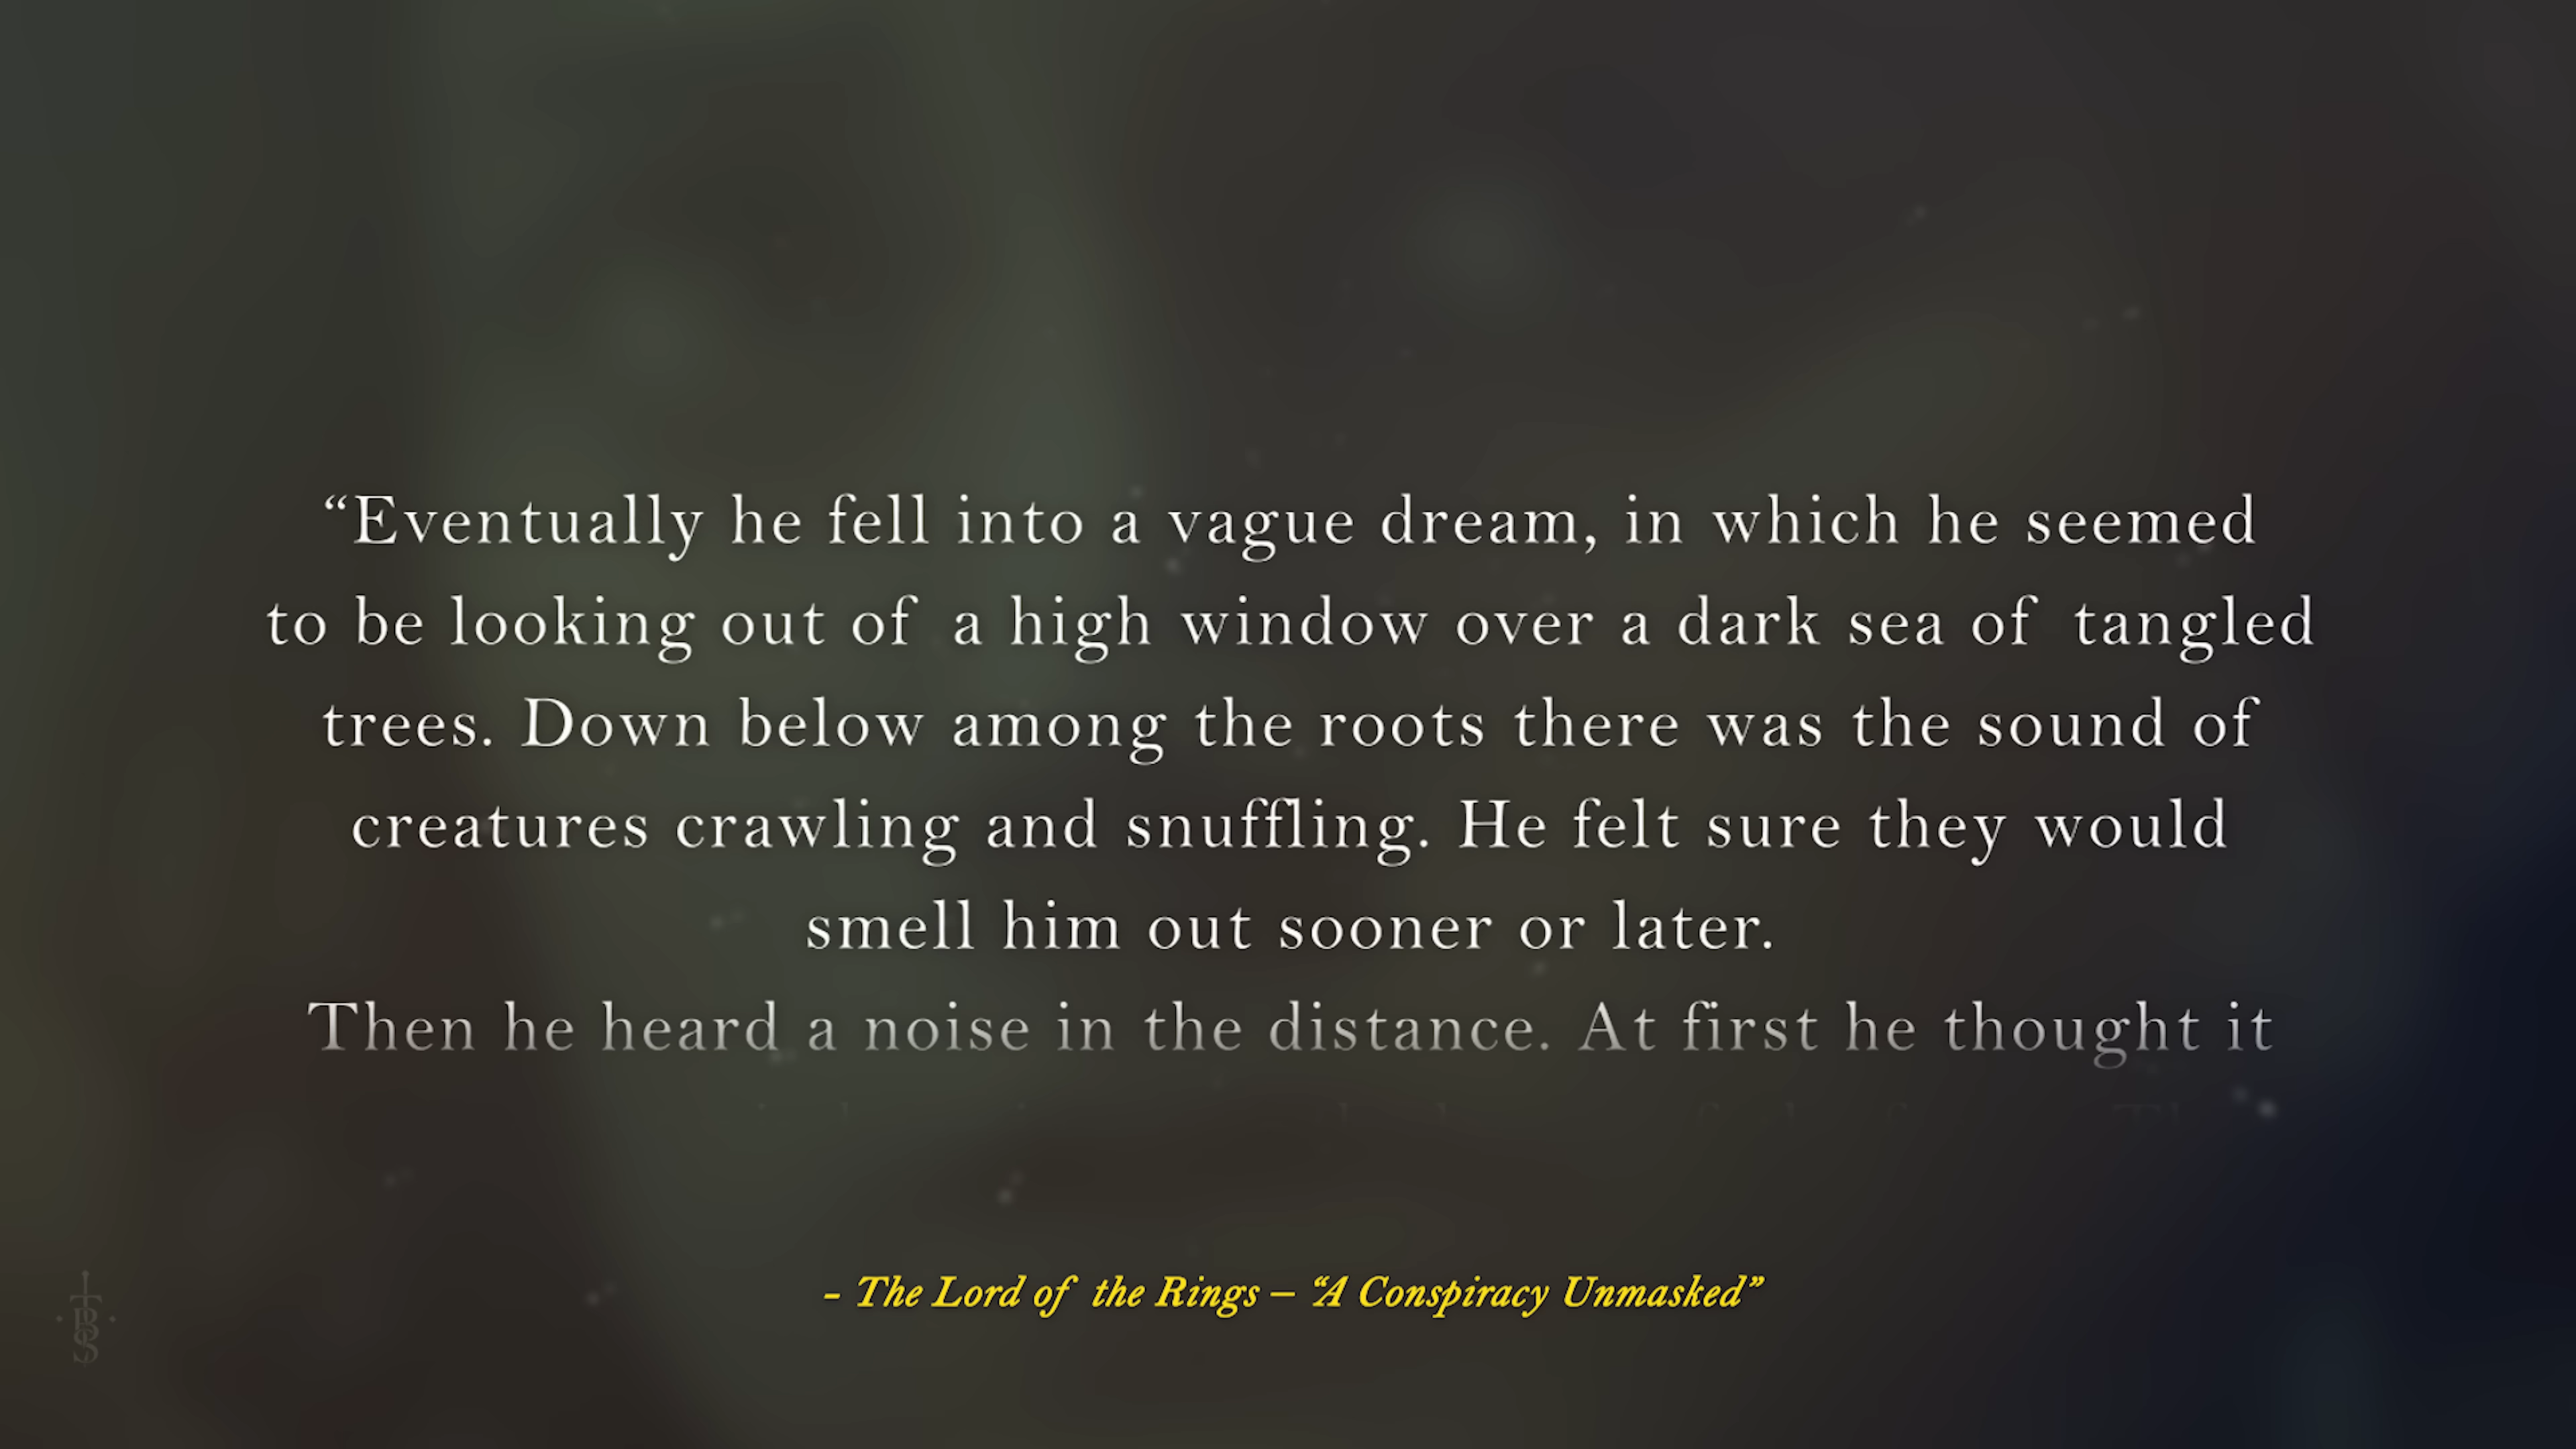 “Eventually he fell into a vague dream, in which he seemed
to be looking out of a high window over a dark sea of tangled
trees. Down below among the roots there was the sound of
creatures crawling and snuffling. He felt sure they would
smell him out sooner or later.
Then he heard a noise in the distance. At first he thought it
- The Lord of the Rings – “A Conspiracy Unmasked”